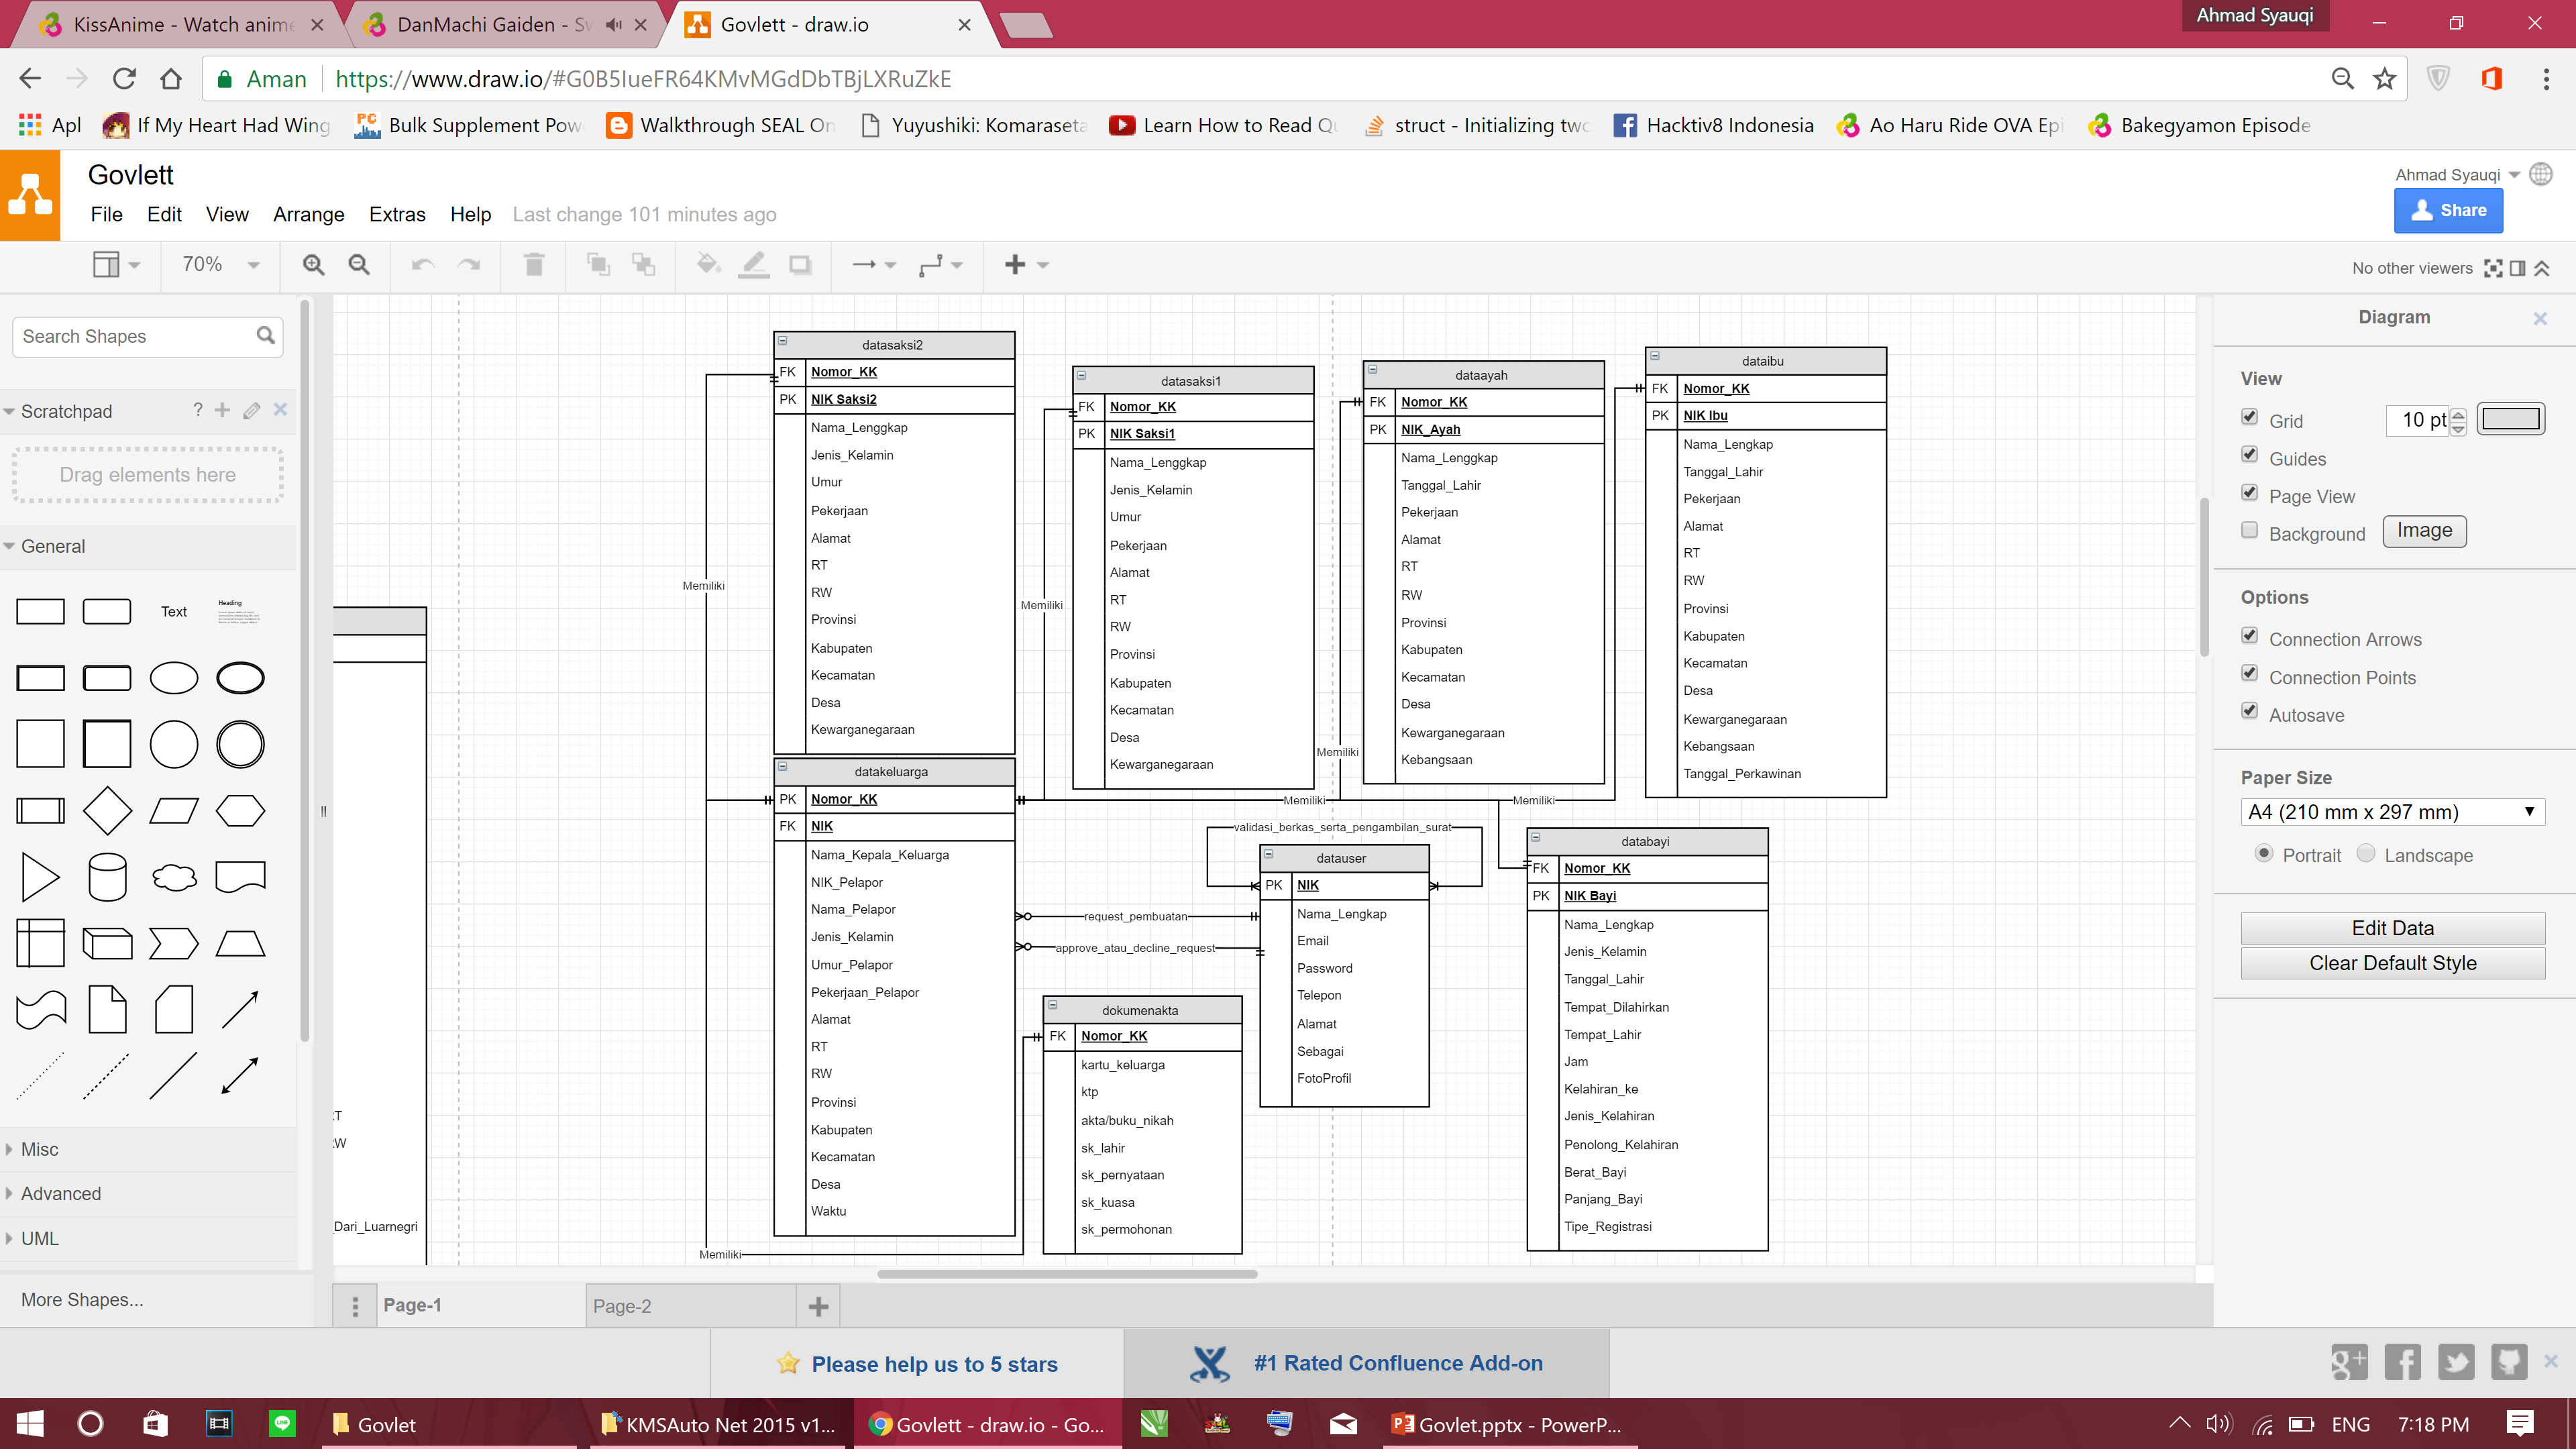 KissAnime - Watch anime
DanMachi Gaiden - Sw
Govlett - draw.io
Ahmad Syauqi
Aman
https://www.draw.io/#G0B5IueFR64KMvMGdDbTBjLXRuZkE
Apl
If My Heart Had Wing
Bulk Supplement Pow
Walkthrough SEAL On
Yuyushiki: Komaraseta
Learn How to Read Qu
struct - Initializing two
Hacktiv8 Indonesia
Ao Haru Ride OVA Epi
Bakegyamon Episode
Govlett
Ahmad Syauqi
File Edit View Arrange Extras Help Last change 101 minutes ago
Share
70%
No other viewers
Search Shapes
Scratchpad
?
Drag elements here
General
Text
Heading
Misc
Advanced
UML
More Shapes...
T
W
Dari_Luarnegri
datasaksi2
FK Nomor_KK
PK NIK Saksi2
Nama_Lenggkap
Jenis_Kelamin
Umur
Pekerjaan
Alamat
RT
RW
Provinsi
Kabupaten
Kecamatan
Desa
Kewarganegaraan
Memiliki
datasaksi1
FK Nomor_KK
PK NIK Saksi1
Nama_Lenggkap
Jenis_Kelamin
Umur
Pekerjaan
Alamat
RT
RW
Provinsi
Kabupaten
Kecamatan
Desa
Kewarganegaraan
Memiliki
dataayah
FK Nomor_KK
PK NIK_Ayah
Nama_Lenggkap
Tanggal_Lahir
Pekerjaan
Alamat
RT
RW
Provinsi
Kabupaten
Kecamatan
Desa
Kewarganegaraan
Kebangsaan
Memiliki
dataibu
FK Nomor_KK
PK NIK Ibu
Nama_Lengkap
Tanggal_Lahir
Pekerjaan
Alamat
RT
RW
Provinsi
Kabupaten
Kecamatan
Desa
Kewarganegaraan
Kebangsaan
Tanggal_Perkawinan
Memiliki
Memiliki
datakeluarga
PK Nomor_KK
FK NIK
Nama_Kepala_Keluarga
NIK_Pelapor
Nama_Pelapor
Jenis_Kelamin
Umur_Pelapor
Pekerjaan_Pelapor
Alamat
RT
RW
Provinsi
Kabupaten
Kecamatan
Desa
Waktu
Memiliki
validasi_berkas_serta_pengambilan_surat
request_pembuatan
approve_atau_decline_request
datauser
PK NIK
Nama_Lengkap
Email
Password
Telepon
Alamat
Sebagai
FotoProfil
dokumenakta
FK Nomor_KK
kartu_keluarga
ktp
akta/buku_nikah
sk_lahir
sk_pernyataan
sk_kuasa
sk_permohonan
databayi
FK Nomor_KK
PK NIK Bayi
Nama_Lengkap
Jenis_Kelamin
Tanggal_Lahir
Tempat_Dilahirkan
Tempat_Lahir
Jam
Kelahiran_ke
Jenis_Kelahiran
Penolong_Kelahiran
Berat_Bayi
Panjang_Bayi
Tipe_Registrasi
Diagram
View
Grid 10 pt
Guides
Page View
Background Image
Options
Connection Arrows
Connection Points
Autosave
Paper Size
A4 (210 mm x 297 mm)
Portrait Landscape
Edit Data
Clear Default Style
Page-1
Page-2
Please help us to 5 stars
#1 Rated Confluence Add-on
Govlet
KMSAuto Net 2015 v1...
Govlett - draw.io - Go...
Govlet.pptx - PowerP...
ENG
7:18 PM